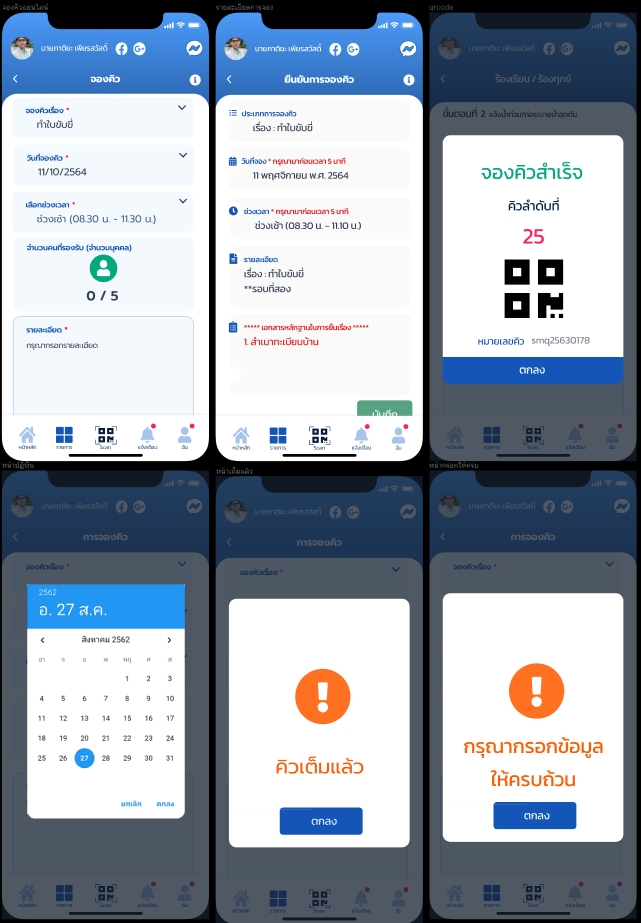 จองคิวออนไลน์
นายภาติยะ เพียรสวัสดิ์
จองคิว
จองคิวเรื่อง *
ทำใบขับขี่
วันที่จองคิว *
11/10/2564
เลือกช่วงเวลา *
ช่วงเช้า (08.30 น. - 11.30 น.)
จำนวนคนที่รองรับ (จำนวนบุคคล)
0 / 5
รายละเอียด *
กรุณากรอกรายละเอียด
หน้าหลัก
รายการ
Scan
แจ้งเตือน
ฉัน
รายละเอียดการจอง
นายภาติยะ เพียรสวัสดิ์
ยืนยันการจองคิว
ประเภทการจองคิว
เรื่อง : ทำใบขับขี่
วันที่จอง * กรุณามาก่อนเวลา 5 นาที
11 พฤศจิกายน พ.ศ. 2564
ช่วงเวลา * กรุณามาก่อนเวลา 5 นาที
ช่วงเช้า (08.30 น. - 11.10 น.)
รายละเอียด
เรื่อง : ทำใบขับขี่
**รอบที่สอง
***** เอกสารหลักฐานในการยื่นเรื่อง *****
1. สำเนาทะเบียนบ้าน
บันทึก
หน้าหลัก
รายการ
Scan
แจ้งเตือน
ฉัน
qrcode
นายภาติยะ เพียรสวัสดิ์
ร้องเรียน / ร้องทุกข์
ขั้นตอนที่ 2 แจ้งน้ำท่วม/ท่อระบายน้ำอุดตัน
จองคิวสำเร็จ
คิวลำดับที่
25
หมายเลขคิว smq25630178
ตกลง
หน้าหลัก
รายการ
Scan
แจ้งเตือน
ฉัน
หน้าปฏิทิน
นายภาติยะ เพียรสวัสดิ์
การจองคิว
จองคิวเรื่อง *
2562
อ. 27 ส.ค.
สิงหาคม 2562
อา จ อ พ พฤ ศ ส
1 2 3
4 5 6 7 8 9 10
11 12 13 14 15 16 17
18 19 20 21 22 23 24
25 26 27 28 29 30 31
ยกเลิก ตกลง
หน้าหลัก
รายการ
Scan
แจ้งเตือน
ฉัน
หน้าเต็มแล้ว
นายภาติยะ เพียรสวัสดิ์
การจองคิว
จองคิวเรื่อง *
คิวเต็มแล้ว
ตกลง
หน้าหลัก
รายการ
Scan
แจ้งเตือน
ฉัน
หน้ากรอกให้ครบ
นายภาติยะ เพียรสวัสดิ์
การจองคิว
จองคิวเรื่อง *
กรุณากรอกข้อมูล
ให้ครบถ้วน
ตกลง
หน้าหลัก
รายการ
Scan
แจ้งเตือน
ฉัน